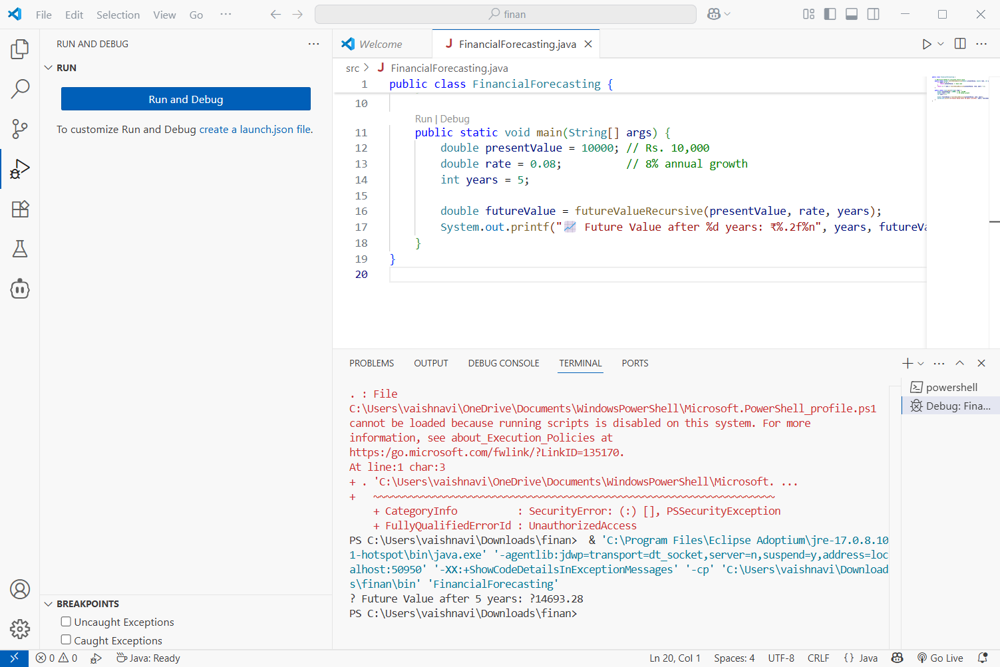 File Edit Selection View Go ··· finan
RUN AND DEBUG ···
RUN
Run and Debug
To customize Run and Debug create a launch.json file.
Welcome
J FinancialForecasting.java
src > J FinancialForecasting.java
1 public class FinancialForecasting {
10
Run | Debug
11 public static void main(String[] args) {
12 double presentValue = 10000; // Rs. 10,000
13 double rate = 0.08; // 8% annual growth
14 int years = 5;
15
16 double futureValue = futureValueRecursive(presentValue, rate, years);
17 System.out.printf("📈 Future Value after %d years: ₹%.2f%n", years, futureVa
18 }
19 }
20
PROBLEMS OUTPUT DEBUG CONSOLE TERMINAL PORTS
powershell
Debug: Fina...
. : File
C:\Users\vaishnavi\OneDrive\Documents\WindowsPowerShell\Microsoft.PowerShell_profile.ps1
cannot be loaded because running scripts is disabled on this system. For more
information, see about_Execution_Policies at
https:/go.microsoft.com/fwlink/?LinkID=135170.
At line:1 char:3
+ . 'C:\Users\vaishnavi\OneDrive\Documents\WindowsPowerShell\Microsoft. ...
+ ~~~~~~~~~~~~~~~~~~~~~~~~~~~~~~~~~~~~~~~~~~~~~~~~~~~~~~~~~~~~~~~~~~~
+ CategoryInfo : SecurityError: (:) [], PSSecurityException
+ FullyQualifiedErrorId : UnauthorizedAccess
PS C:\Users\vaishnavi\Downloads\finan> & 'C:\Program Files\Eclipse Adoptium\jre-17.0.8.10
1-hotspot\bin\java.exe' '-agentlib:jdwp=transport=dt_socket,server=n,suspend=y,address=loc
alhost:50950' '-XX:+ShowCodeDetailsInExceptionMessages' '-cp' 'C:\Users\vaishnavi\Download
s\finan\bin' 'FinancialForecasting'
? Future Value after 5 years: ?14693.28
PS C:\Users\vaishnavi\Downloads\finan>
BREAKPOINTS
Uncaught Exceptions
Caught Exceptions
0 0 Java: Ready Ln 20, Col 1 Spaces: 4 UTF-8 CRLF {} Java Go Live